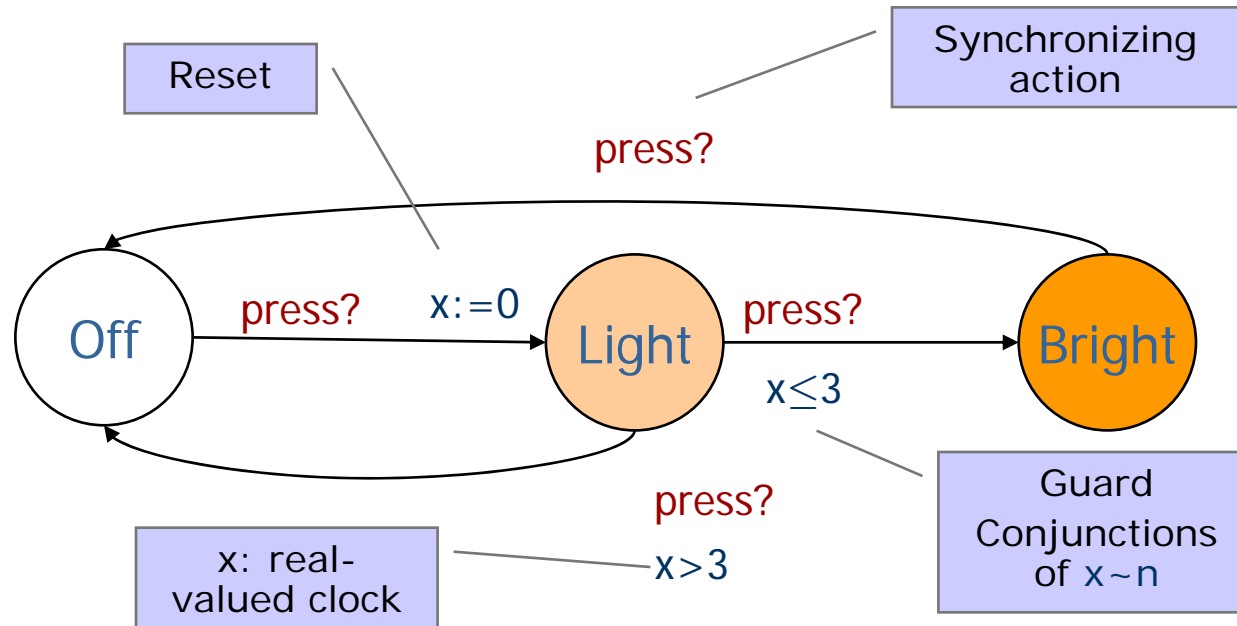 Reset
Synchronizing
action
press?
Off
press?
x:=0
Light
press?
x≤3
Bright
press?
x>3
x: real-
valued clock
Guard
Conjunctions
of x~n